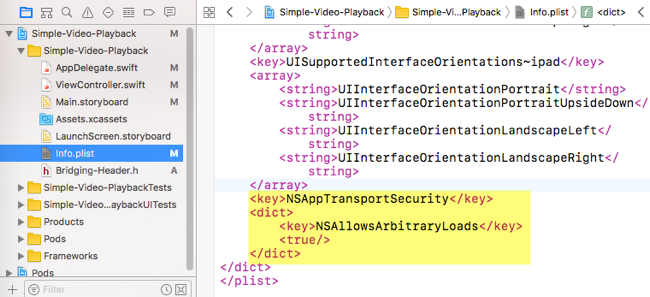 Simple-Video-Playback
Simple-Vi...Playback
Info.plist
<dict>
Simple-Video-Playback M
Simple-Video-Playback
AppDelegate.swift M
ViewController.swift M
Main.storyboard M
Assets.xcassets
LaunchScreen.storyboard
Info.plist M
Bridging-Header.h A
Simple-Video-PlaybackTests
Simple-Video...aybackUITests
Products
Pods
Frameworks
Pods
Filter
string>
</array>
<key>UISupportedInterfaceOrientations~ipad</key>
<array>
<string>UIInterfaceOrientationPortrait</string>
<string>UIInterfaceOrientationPortraitUpsideDown</
string>
<string>UIInterfaceOrientationLandscapeLeft</
string>
<string>UIInterfaceOrientationLandscapeRight</
string>
</array>
<key>NSAppTransportSecurity</key>
<dict>
<key>NSAllowsArbitraryLoads</key>
<true/>
</dict>
</dict>
</plist>